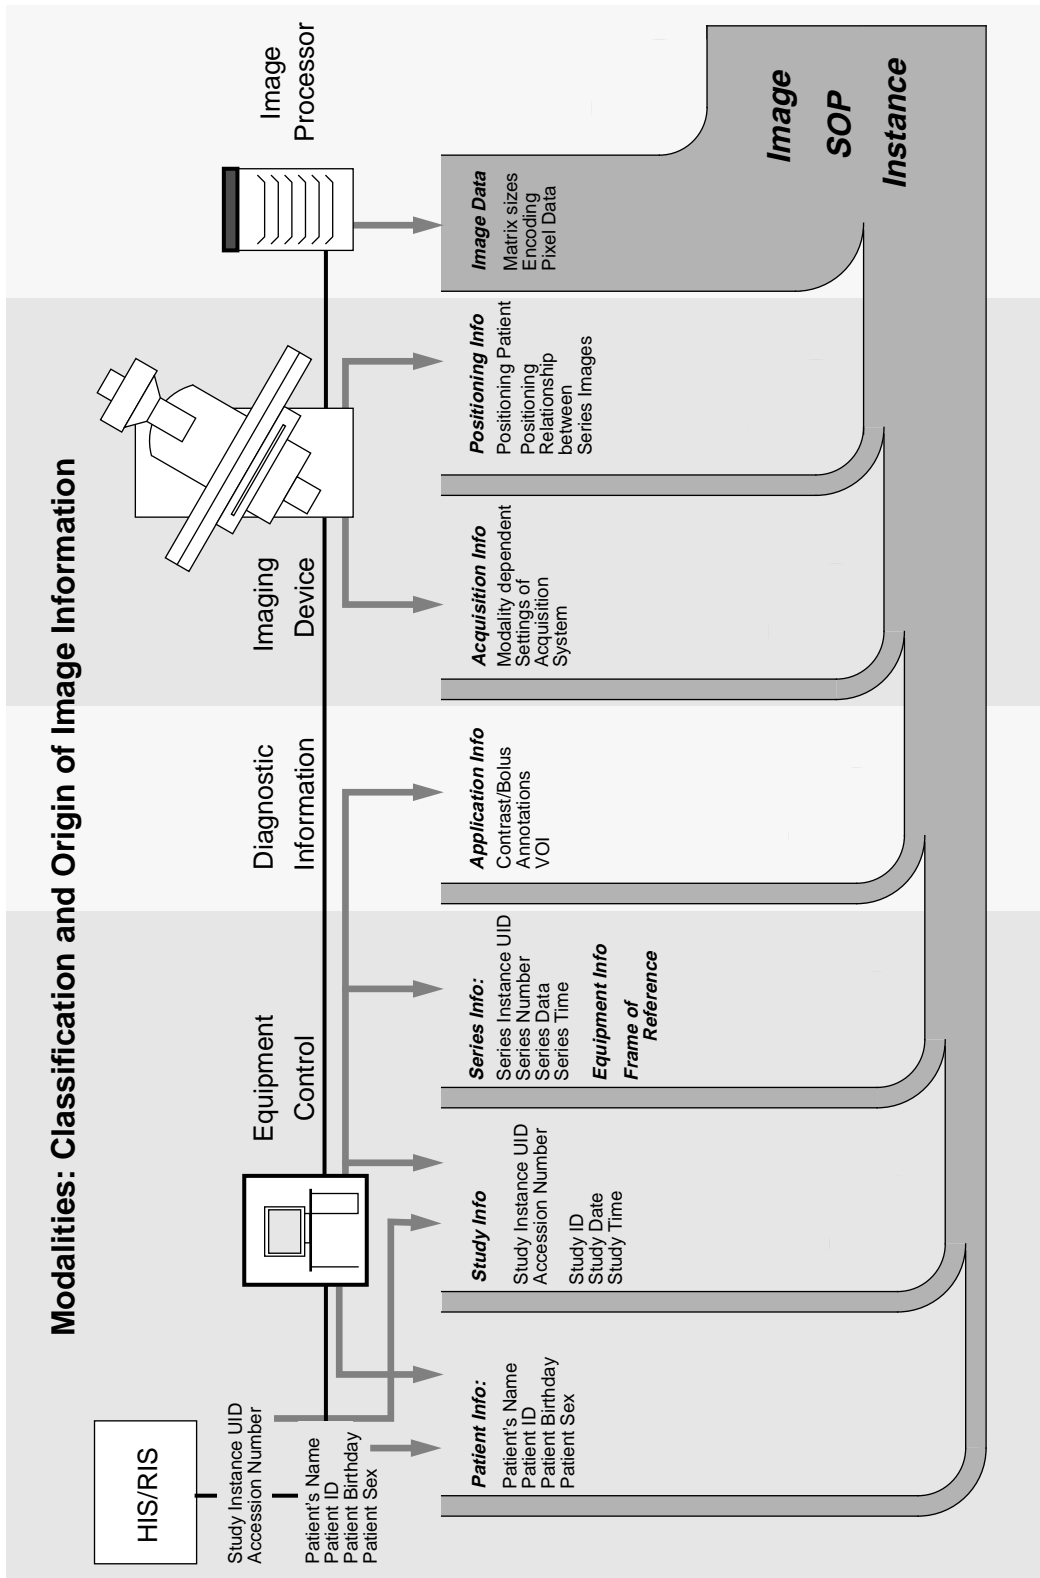 Modalities: Classification and Origin of Image Information
HIS/RIS
Study Instance UID
Accession Number
Patient's Name
Patient ID
Patient Birthday
Patient Sex
Equipment
Control
Diagnostic
Information
Imaging
Device
Image
Processor
Patient Info:
Patient's Name
Patient ID
Patient Birthday
Patient Sex
Study Info
Study Instance UID
Accession Number
Study ID
Study Date
Study Time
Series Info:
Series Instance UID
Series Number
Series Data
Series Time
Equipment Info
Frame of
Reference
Application Info
Contrast/Bolus
Annotations
VOI
Acquisition Info
Modality dependent
Settings of
Acquisition
System
Positioning Info
Positioning Patient
Positioning
Relationship
between
Series Images
Image Data
Matrix sizes
Encoding
Pixel Data
Image
SOP
Instance